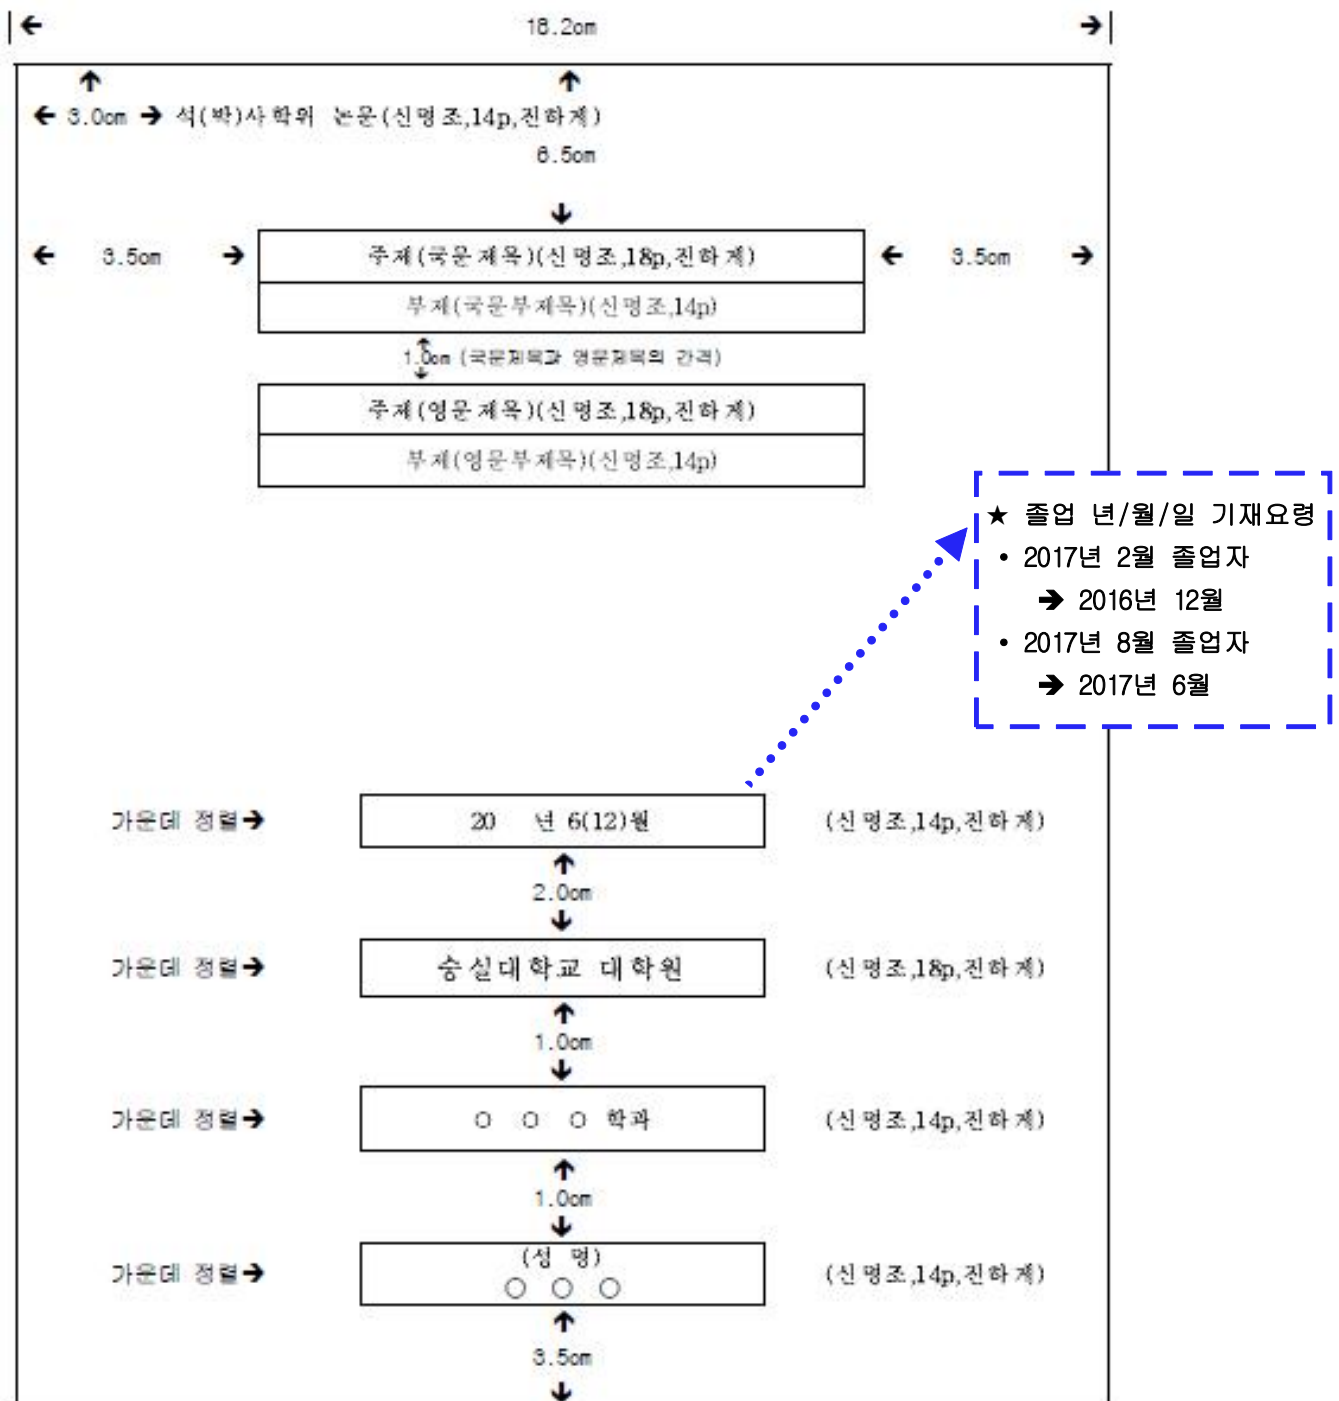 18.2cm
3.0cm 석(박)사학위 논문(신명조,14p,진하게)
6.5cm
3.5cm 주제(국문제목)(신명조,18p,진하게) 3.5cm
부제(국문부제목)(신명조,14p)
1.0cm (국문제목과 영문제목의 간격)
주제(영문제목)(신명조,18p,진하게)
부제(영문부제목)(신명조,14p)
★ 졸업 년/월/일 기재요령
• 2017년 2월 졸업자
➔ 2016년 12월
• 2017년 8월 졸업자
➔ 2017년 6월
가운데 정렬➔ 20 년 6(12)월 (신명조,14p,진하게)
2.0cm
가운데 정렬➔ 숭실대학교 대학원 (신명조,18p,진하게)
1.0cm
가운데 정렬➔ ○ ○ ○ 학과 (신명조,14p,진하게)
1.0cm
(성 명)
가운데 정렬➔ ○ ○ ○ (신명조,14p,진하게)
3.5cm